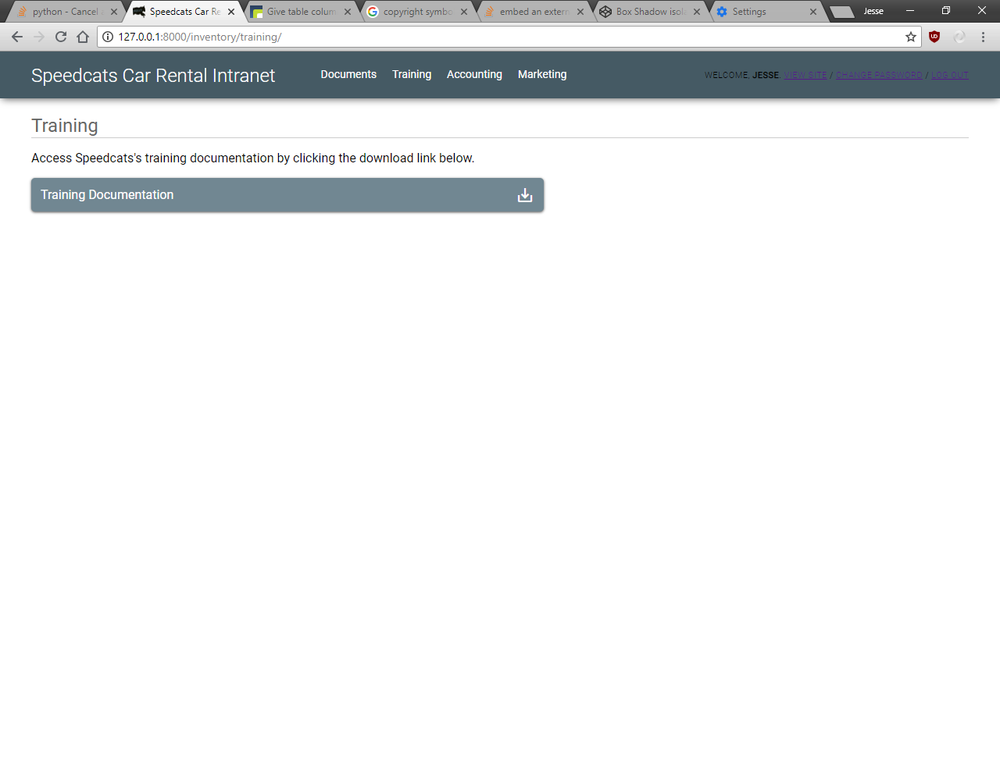 python - Cancel
Speedcats Car Re
Give table colum
copyright symbo
embed an extern
Box Shadow isol
Settings
Jesse
127.0.0.1:8000/inventory/training/
Speedcats Car Rental Intranet
Documents Training Accounting Marketing
WELCOME, JESSE. VIEW SITE / CHANGE PASSWORD / LOG OUT
Training
Access Speedcats's training documentation by clicking the download link below.
Training Documentation